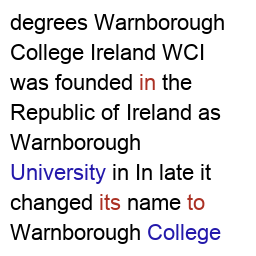 degrees Warnborough
College Ireland WCI
was founded in the
Republic of Ireland as
Warnborough
University in In late it
changed its name to
Warnborough College